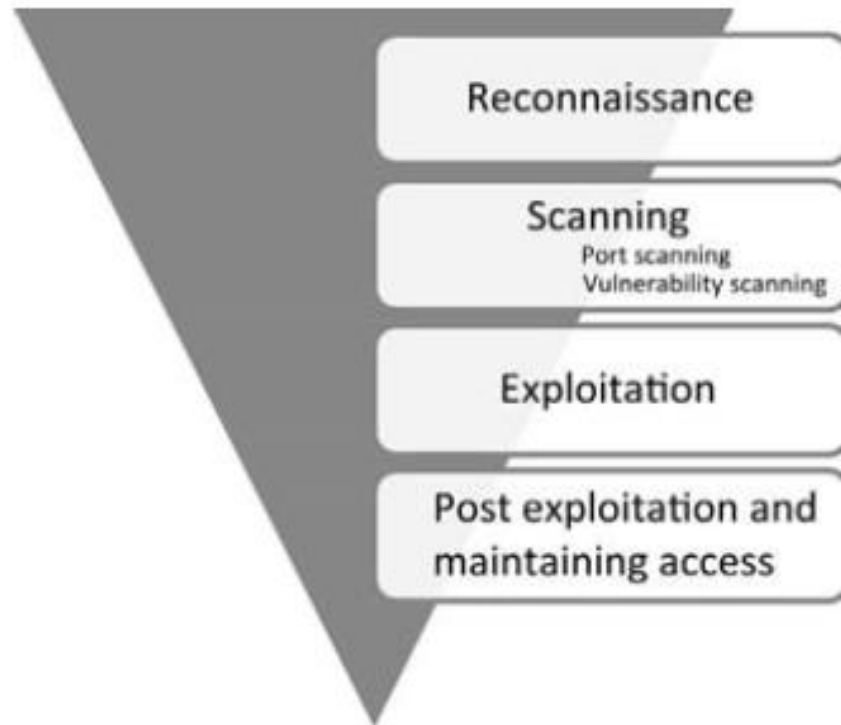 Reconnaissance
Scanning
Port scanning
Vulnerability scanning
Exploitation
Post exploitation and
maintaining access